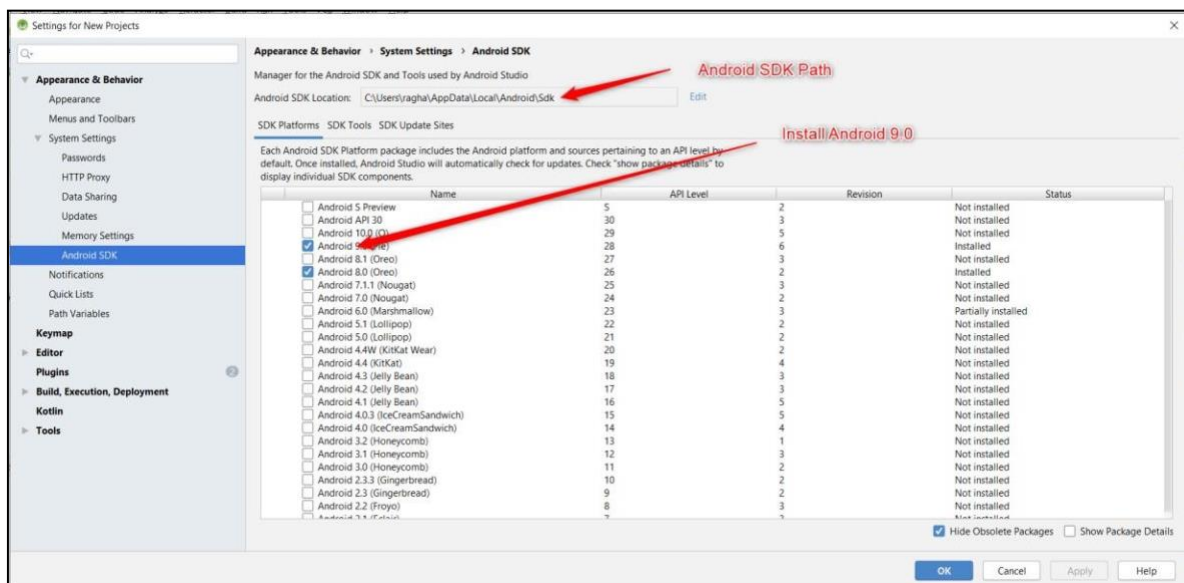 Settings for New Projects
Appearance & Behavior
Appearance
Menus and Toolbars
System Settings
Passwords
HTTP Proxy
Data Sharing
Updates
Memory Settings
Android SDK
Notifications
Quick Lists
Path Variables
Keymap
Editor
Plugins 2
Build, Execution, Deployment
Kotlin
Tools
Appearance & Behavior › System Settings › Android SDK
Manager for the Android SDK and Tools used by Android Studio
Android SDK Path
Android SDK Location: C:\Users\ragha\AppData\Local\Android\Sdk Edit
SDK Platforms SDK Tools SDK Update Sites
Install Android 9.0
Each Android SDK Platform package includes the Android platform and sources pertaining to an API level by
default. Once installed, Android Studio will automatically check for updates. Check "show package details" to
display individual SDK components.
Name API Level Revision Status
Android S Preview S 2 Not installed
Android API 30 30 3 Not installed
Android 10.0 (Q) 29 5 Not installed
Android 28 6 Installed
Android 8.1 (Oreo) 27 3 Not installed
Android 8.0 (Oreo) 26 2 Installed
Android 7.1.1 (Nougat) 25 3 Not installed
Android 7.0 (Nougat) 24 2 Not installed
Android 6.0 (Marshmallow) 23 3 Partially installed
Android 5.1 (Lollipop) 22 2 Not installed
Android 5.0 (Lollipop) 21 2 Not installed
Android 4.4W (KitKat Wear) 20 2 Not installed
Android 4.4 (KitKat) 19 4 Not installed
Android 4.3 (Jelly Bean) 18 3 Not installed
Android 4.2 (Jelly Bean) 17 3 Not installed
Android 4.1 (Jelly Bean) 16 5 Not installed
Android 4.0.3 (IceCreamSandwich) 15 5 Not installed
Android 4.0 (IceCreamSandwich) 14 4 Not installed
Android 3.2 (Honeycomb) 13 1 Not installed
Android 3.1 (Honeycomb) 12 3 Not installed
Android 3.0 (Honeycomb) 11 2 Not installed
Android 2.3.3 (Gingerbread) 10 2 Not installed
Android 2.3 (Gingerbread) 9 2 Not installed
Android 2.2 (Froyo) 8 3 Not installed
Hide Obsolete Packages Show Package Details
OK Cancel Apply Help